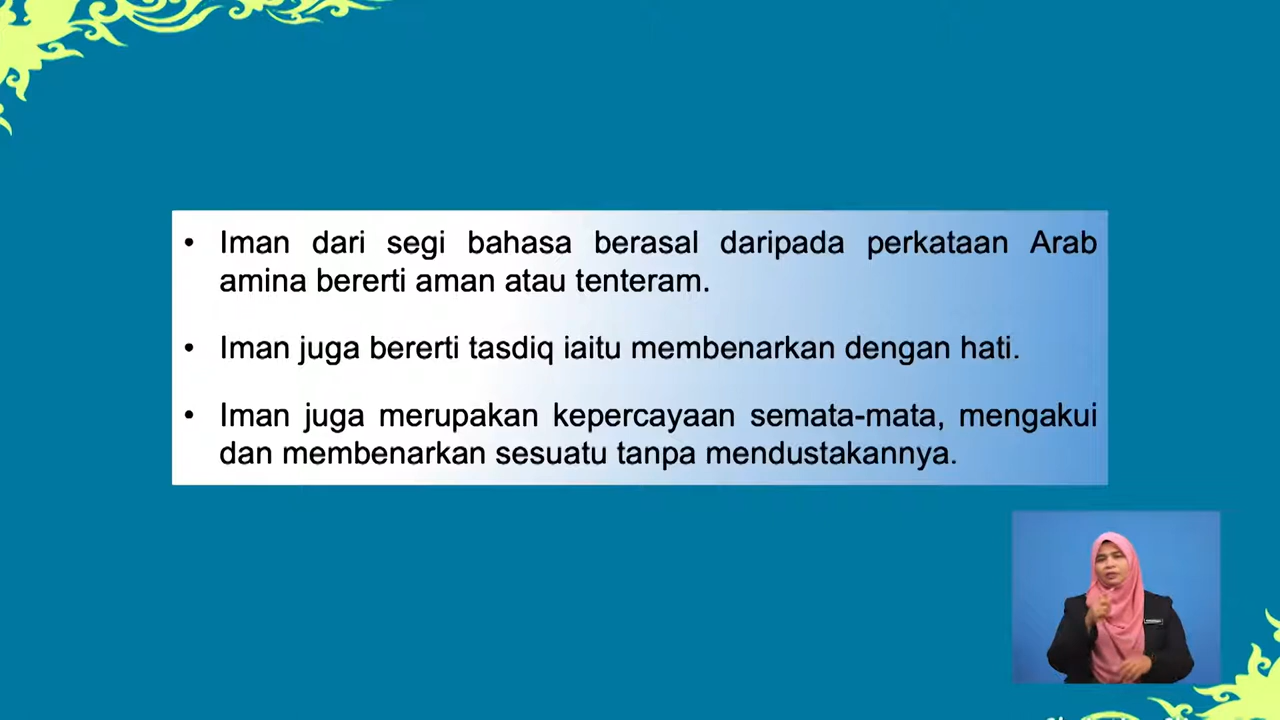 • Iman dari segi bahasa berasal daripada perkataan Arab
amina bererti aman atau tenteram.
• Iman juga bererti tasdiq iaitu membenarkan dengan hati.
• Iman juga merupakan kepercayaan semata-mata, mengakui
dan membenarkan sesuatu tanpa mendustakannya.